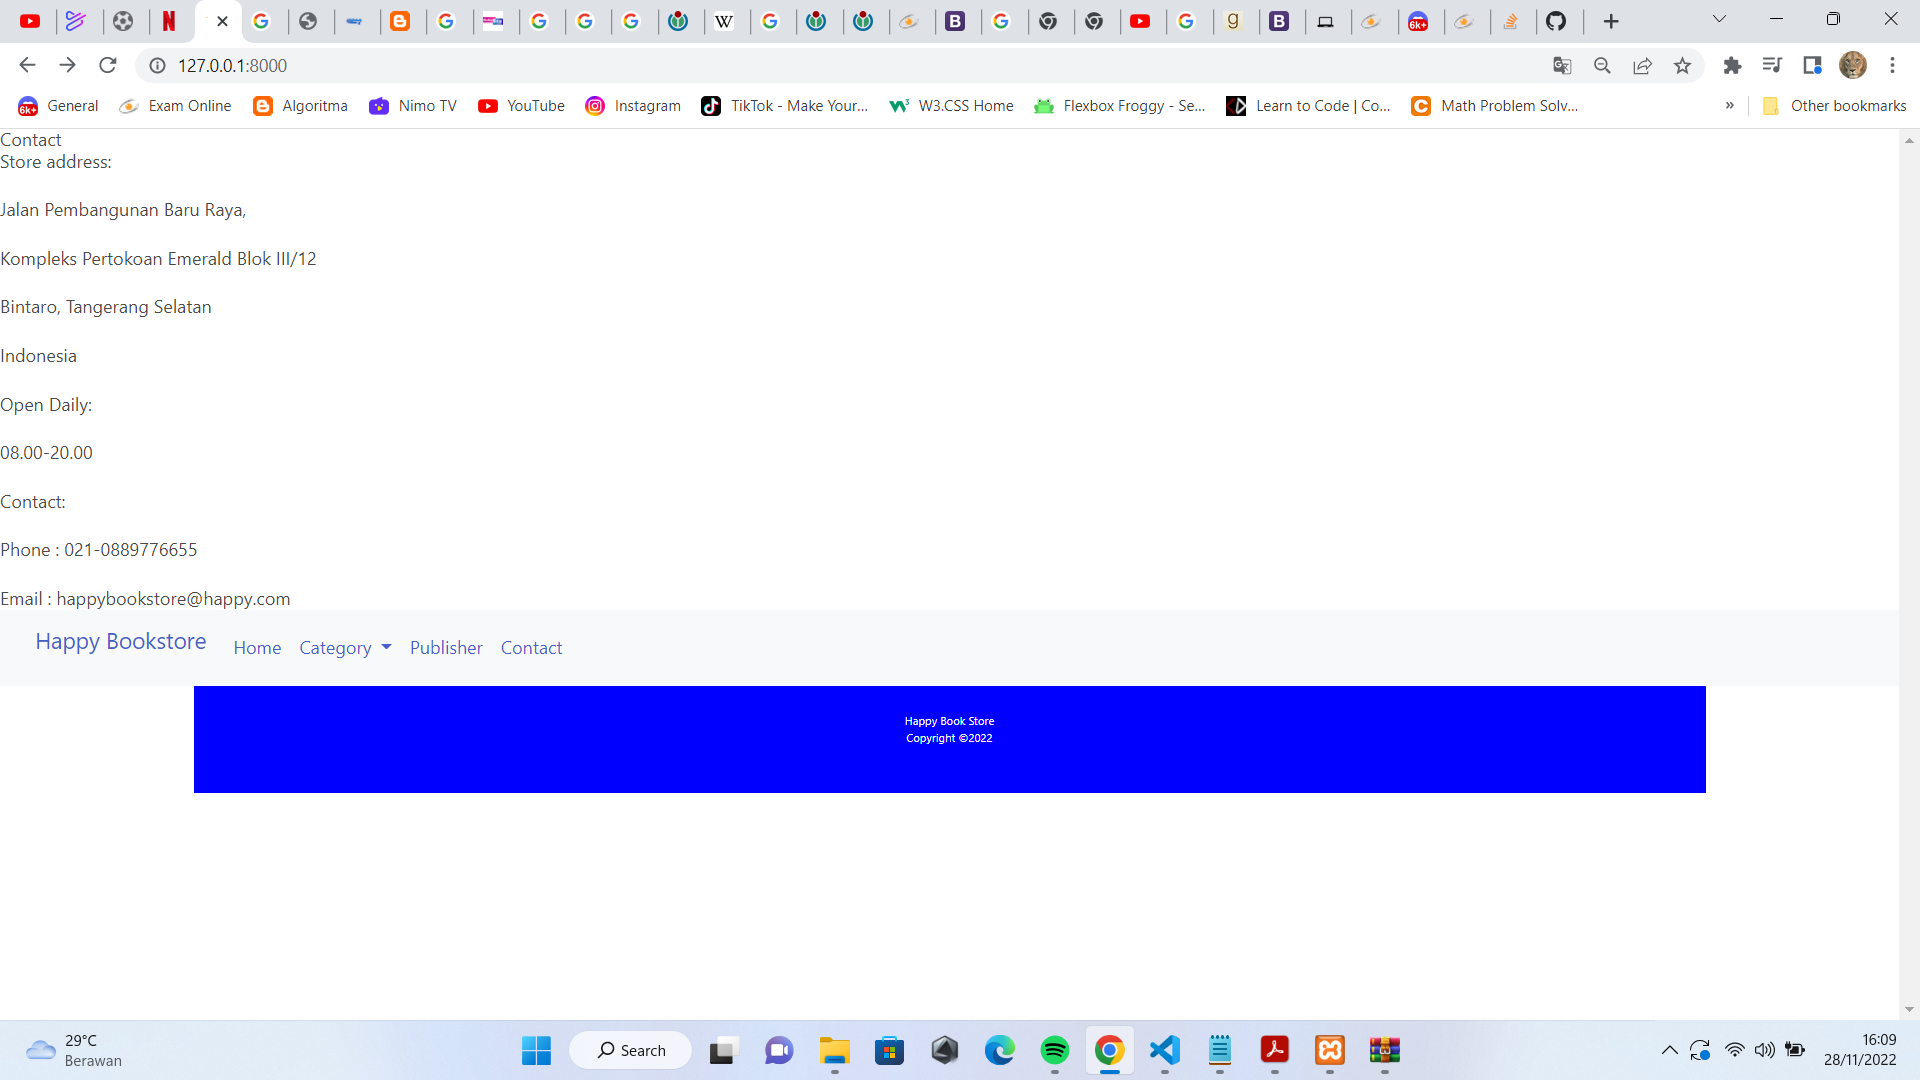 127.0.0.1:8000
General
Exam Online
Algoritma
Nimo TV
YouTube
Instagram
TikTok - Make Your...
W3.CSS Home
Flexbox Froggy - Se...
Learn to Code | Co...
Math Problem Solv...
»
Other bookmarks
Contact
Store address:
Jalan Pembangunan Baru Raya,
Kompleks Pertokoan Emerald Blok III/12
Bintaro, Tangerang Selatan
Indonesia
Open Daily:
08.00-20.00
Contact:
Phone : 021-0889776655
Email : happybookstore@happy.com
Happy Bookstore
Home
Category
Publisher
Contact
Happy Book Store
Copyright ©2022
29°C
Berawan
Search
16:09
28/11/2022